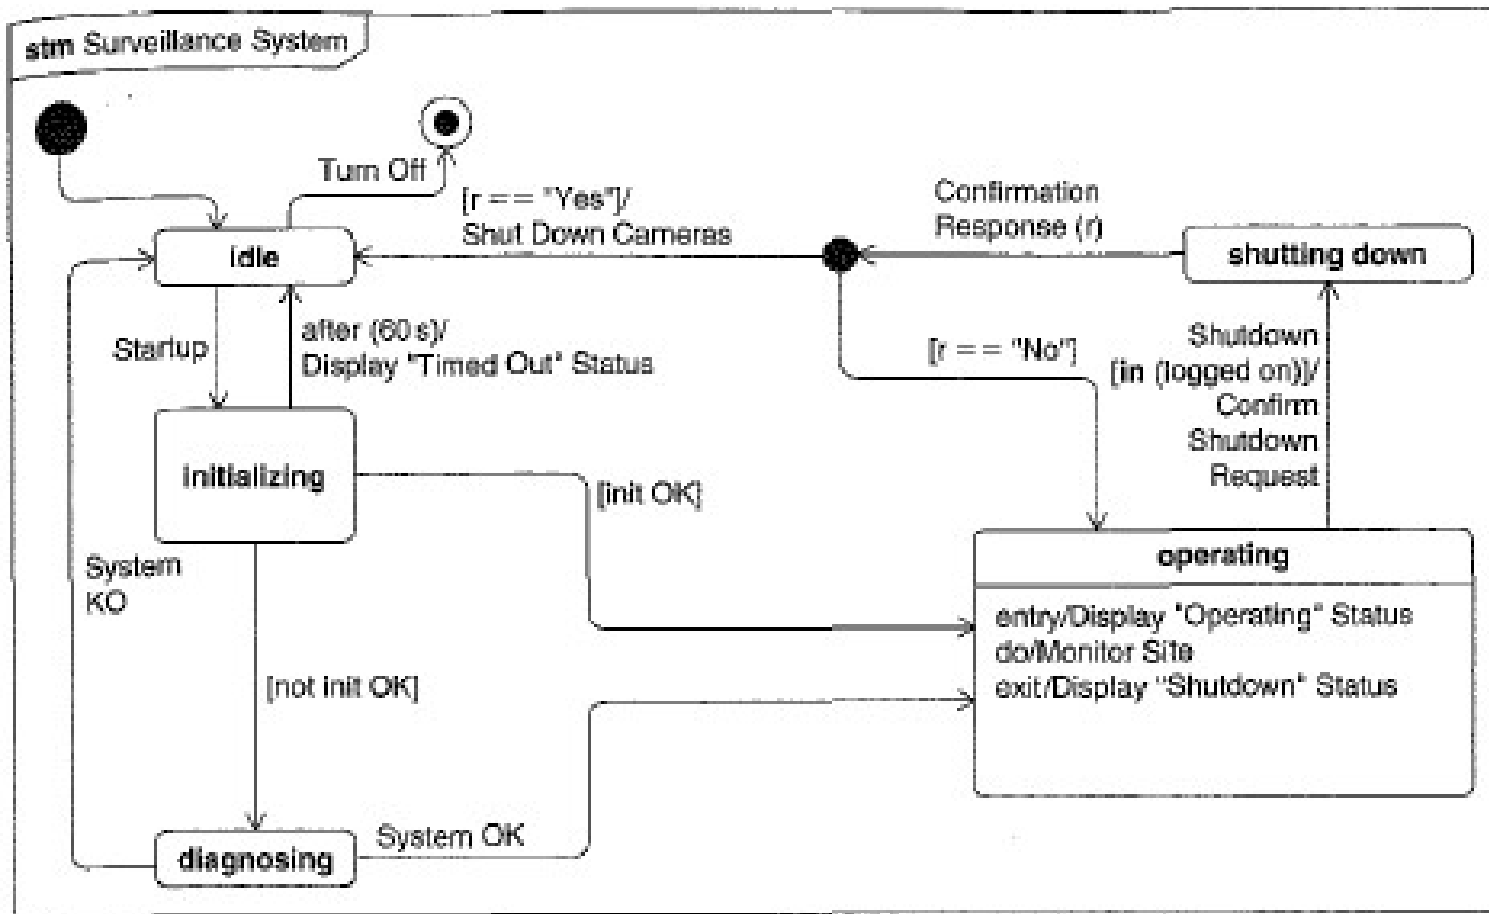 stm Surveillance System
Turn Off
[r == "Yes"]/
Shut Down Cameras
Confirmation
Response (r)
idle
shutting down
Startup
after (60s)/
Display "Timed Out" Status
[r == "No"]
Shutdown
[in (logged on)]/
Confirm
Shutdown
Request
initializing
[init OK]
operating
System
KO
entry/Display "Operating" Status
do/Monitor Site
exit/Display "Shutdown" Status
[not init OK]
System OK
diagnosing